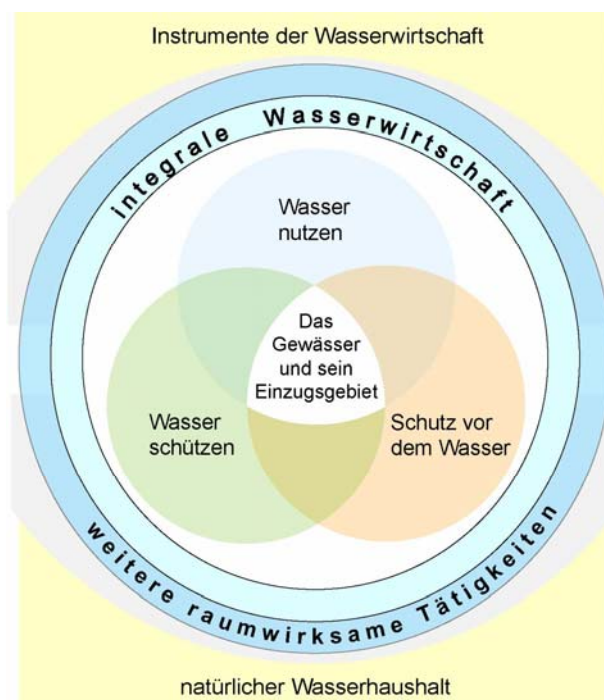 Instrumente der Wasserwirtschaft
integrale Wasserwirtschaft
Wasser
nutzen
Das
Gewässer
und sein
Einzugsgebiet
Wasser
schützen
Schutz vor
dem Wasser
weitere raumwirksame Tätigkeiten
natürlicher Wasserhaushalt